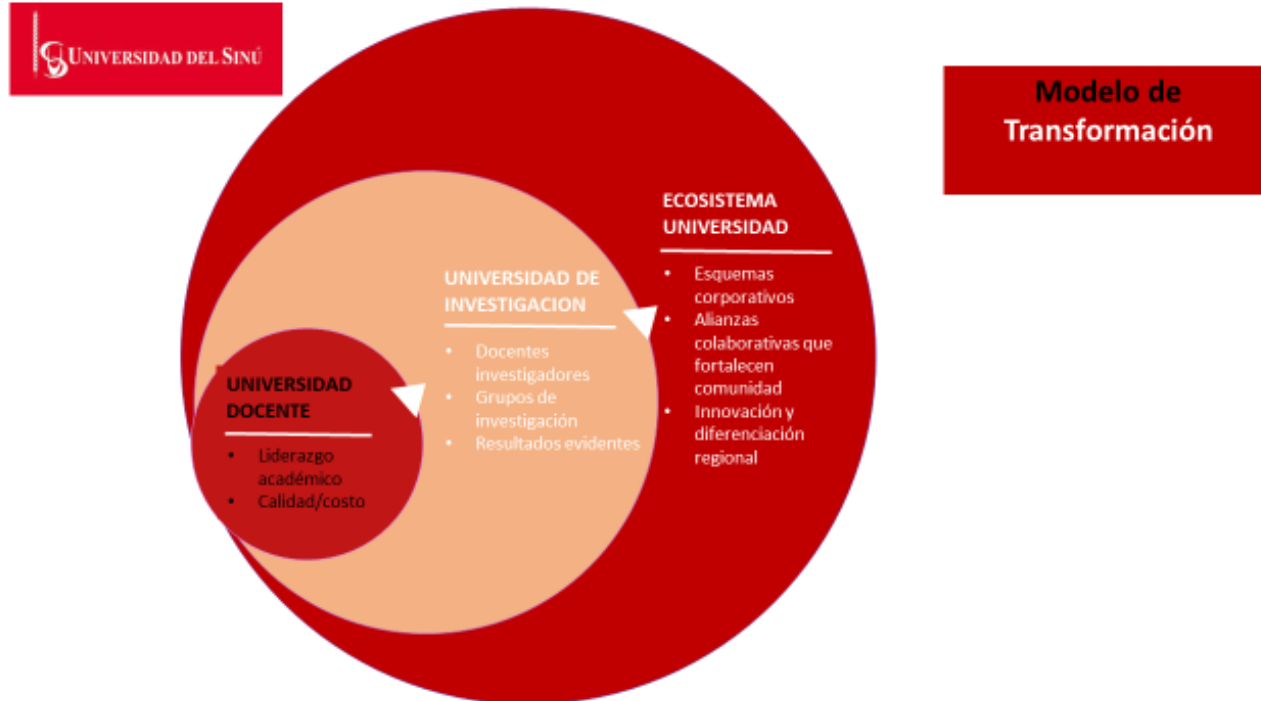 UNIVERSIDAD DEL SINÚ
Modelo de
Transformación
UNIVERSIDAD
DOCENTE
• Liderazgo
académico
• Calidad/costo
UNIVERSIDAD DE
INVESTIGACION
• Docentes
investigadores
• Grupos de
investigación
• Resultados evidentes
ECOSISTEMA
UNIVERSIDAD
• Esquemas
corporativos
• Alianzas
colaborativas que
fortalecen
comunidad
• Innovación y
diferenciación
regional